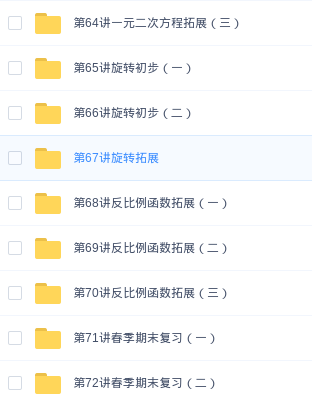 第64讲一元二次方程拓展（三）
第65讲旋转初步（一）
第66讲旋转初步（二）
第67讲旋转拓展
第68讲反比例函数拓展（一）
第69讲反比例函数拓展（二）
第70讲反比例函数拓展（三）
第71讲春季期末复习（一）
第72讲春季期末复习（二）